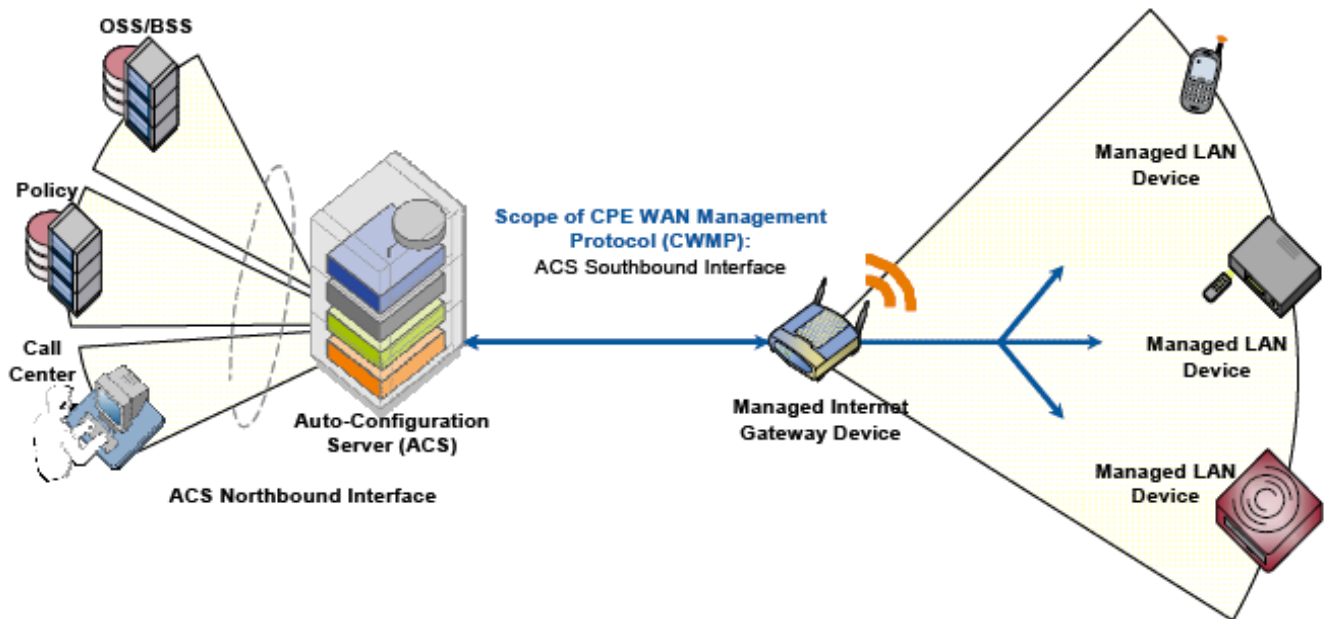 OSS/BSS
Policy
Call
Center
Auto-Configuration
Server (ACS)
ACS Northbound Interface
Scope of CPE WAN Management
Protocol (CWMP):
ACS Southbound Interface
Managed Internet
Gateway Device
Managed LAN
Device
Managed LAN
Device
Managed LAN
Device